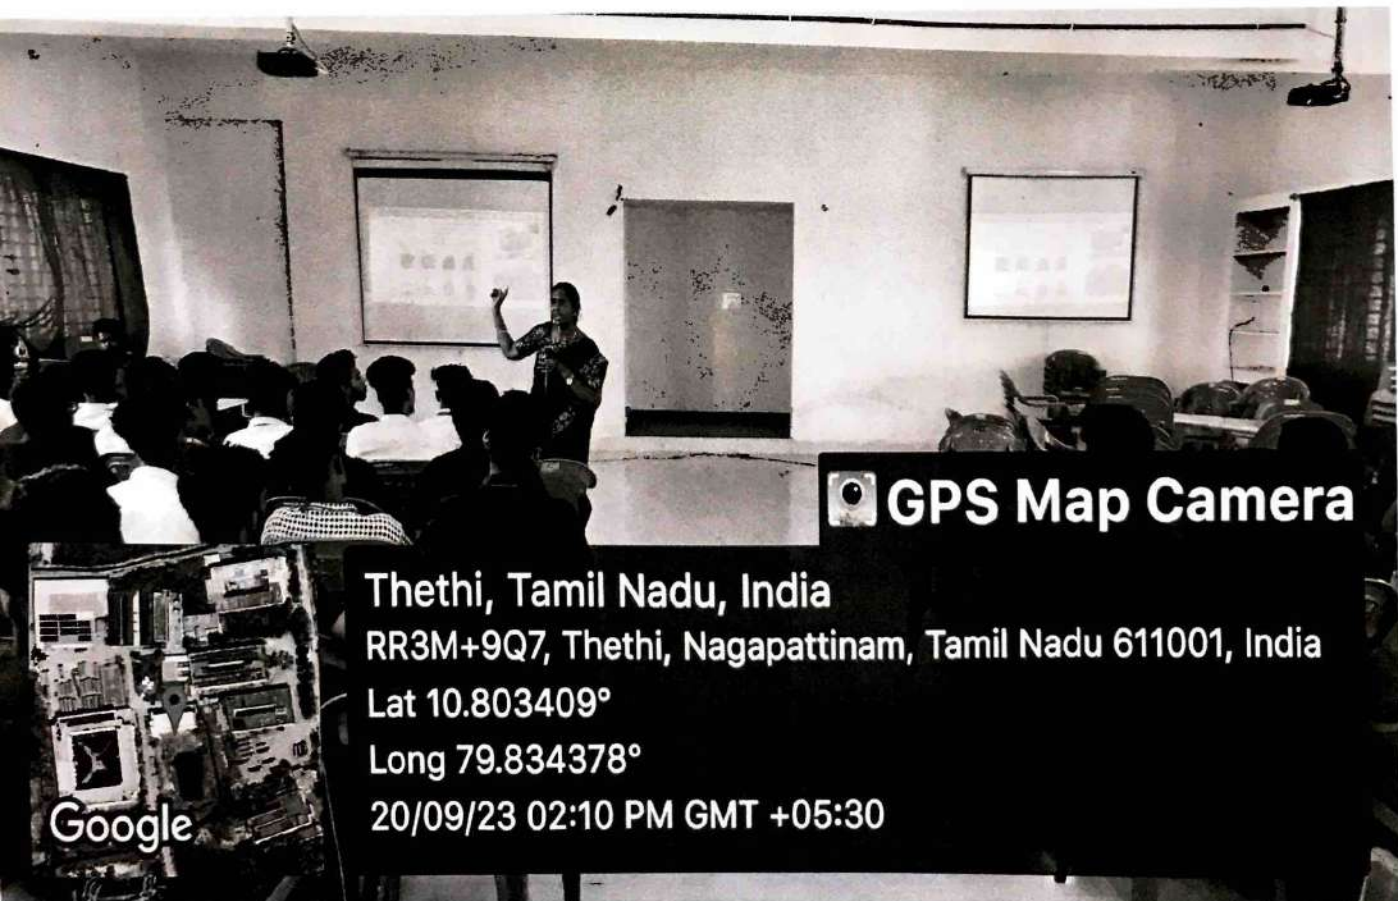 GPS Map Camera
Thethi, Tamil Nadu, India
RR3M+9Q7, Thethi, Nagapattinam, Tamil Nadu 611001, India
Lat 10.803409°
Long 79.834378°
20/09/23 02:10 PM GMT +05:30
Google